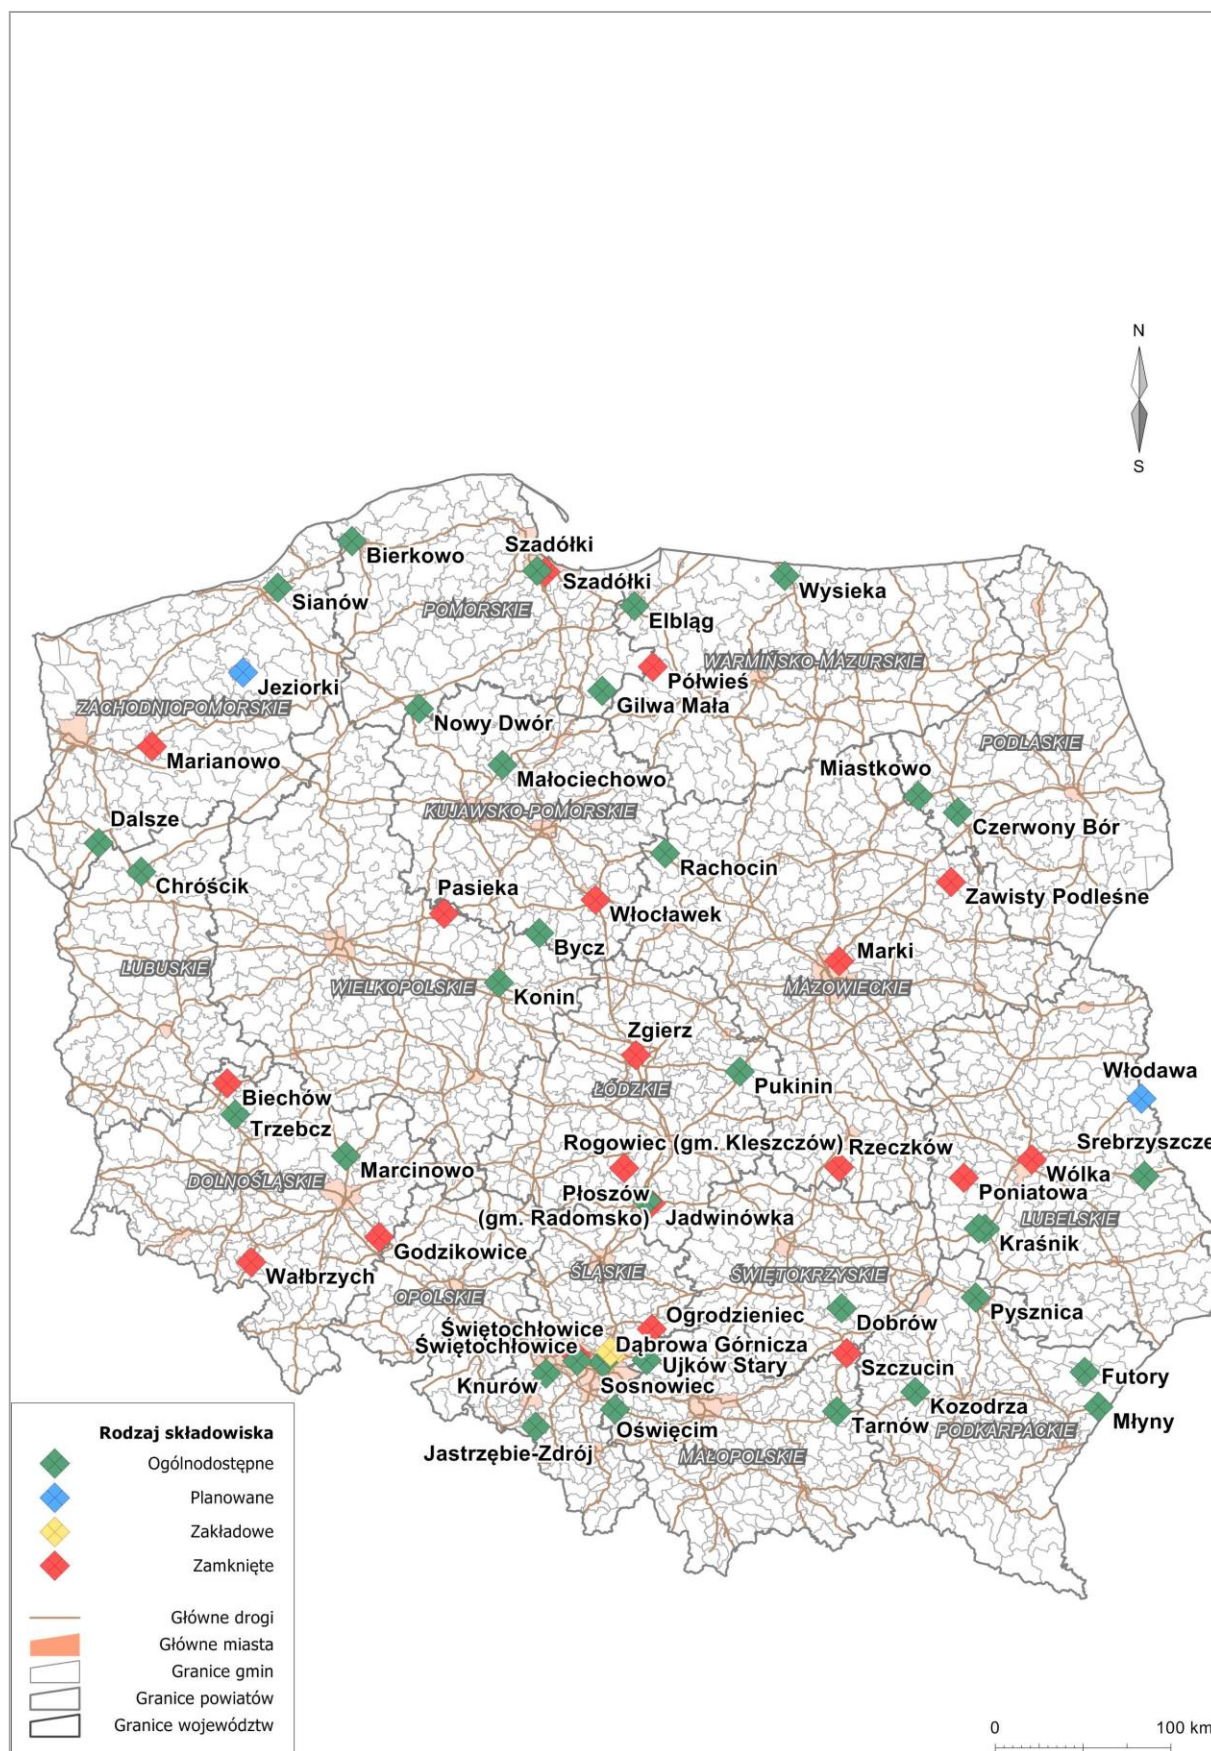 N
S
Bierkowo
Szadółki
Szadółki
Sianów
Wysieka
POMORSKIE
Elbląg
WARMIŃSKO-MAZURSKIE
Półwieś
Jeziorki
Gilwa Mała
ZACHODNIOPOMORSKIE
Nowy Dwór
PODLASKIE
Marianowo
Małociechowo
Miastkowo
KUJAWSKO-POMORSKIE
Dalsze
Czerwony Bór
Rachocin
Chróścik
Pasieka
Zawisty Podleśne
Włocławek
Bycz
Marki
LUBUSKIE
WIELKOPOLSKIE
MAZOWIECKIE
Konin
Zgierz
Włodawa
Biechów
ŁÓDZKIE
Pukinin
Trzebcz
Rogowiec (gm. Kleszczów)
Rzeczków
Srebrzyszcze
Marcinowo
Wólka
DOLNOŚLĄSKIE
Poniatowa
Płoszów
(gm. Radomsko)
Jadwinówka
LUBELSKIE
Kraśnik
Godzikowice
Wałbrzych
ŚLĄSKIE
ŚWIĘTOKRZYSKIE
OPOLSKIE
Pysznica
Ogrodzieniec
Dobrów
Świętochłowice
Świętochłowice
Dąbrowa Górnicza
Ujków Stary
Szczucin
Futory
Knurów
Sosnowiec
Kozodrza
Młyny
Oświęcim
Tarnów
PODKARPACKIE
Jastrzębie-Zdrój
MAŁOPOLSKIE
Rodzaj składowiska
Ogólnodostępne
Planowane
Zakładowe
Zamknięte
Główne drogi
Główne miasta
Granice gmin
Granice powiatów
Granice województw
0 100 km